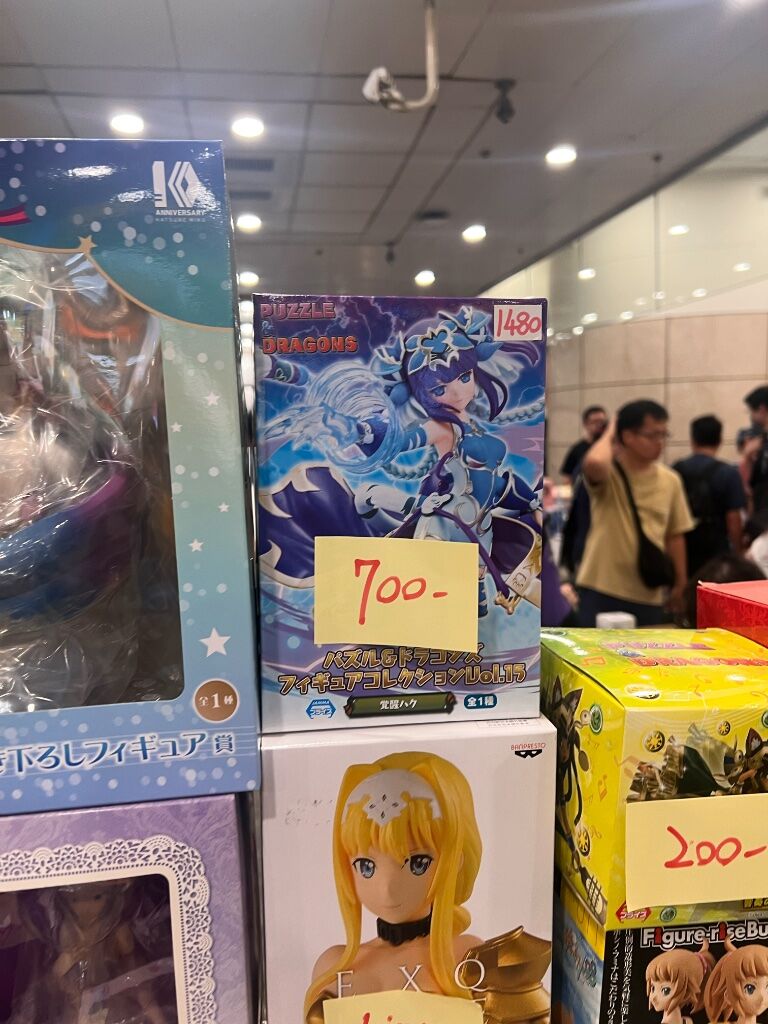 10
ANNIVERSARY
HATSUNE MIKU
全1種
き下ろしフィギュア賞
PUZZLE
&
DRAGONS
1480
700-
パズル&ドラゴンズ
フィギュアコレクションVol.15
覚醒ハク
全1種
BANPRESTO
EXQ
200-
Figure-riseBu